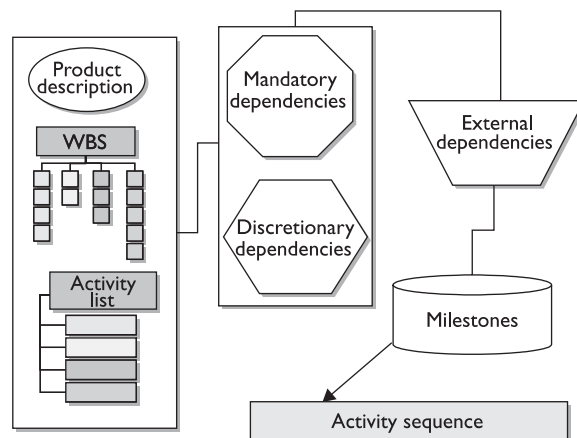 Product
description
WBS
Activity
list
Mandatory
dependencies
Discretionary
dependencies
External
dependencies
Milestones
Activity sequence